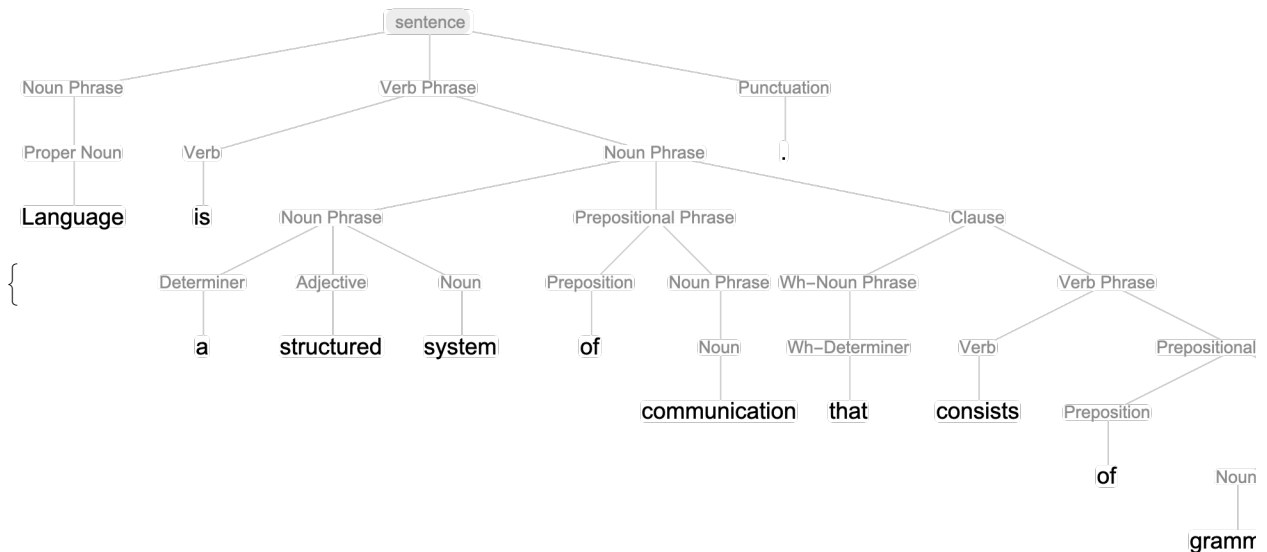 sentence
Noun Phrase Verb Phrase Punctuation
Proper Noun Verb Noun Phrase .
Language is Noun Phrase Prepositional Phrase Clause
{ Determiner Adjective Noun Preposition Noun Phrase Wh–Noun Phrase Verb Phrase
a structured system of Noun Wh–Determiner Verb Prepositional
communication that consists Preposition
of Noun
gramm